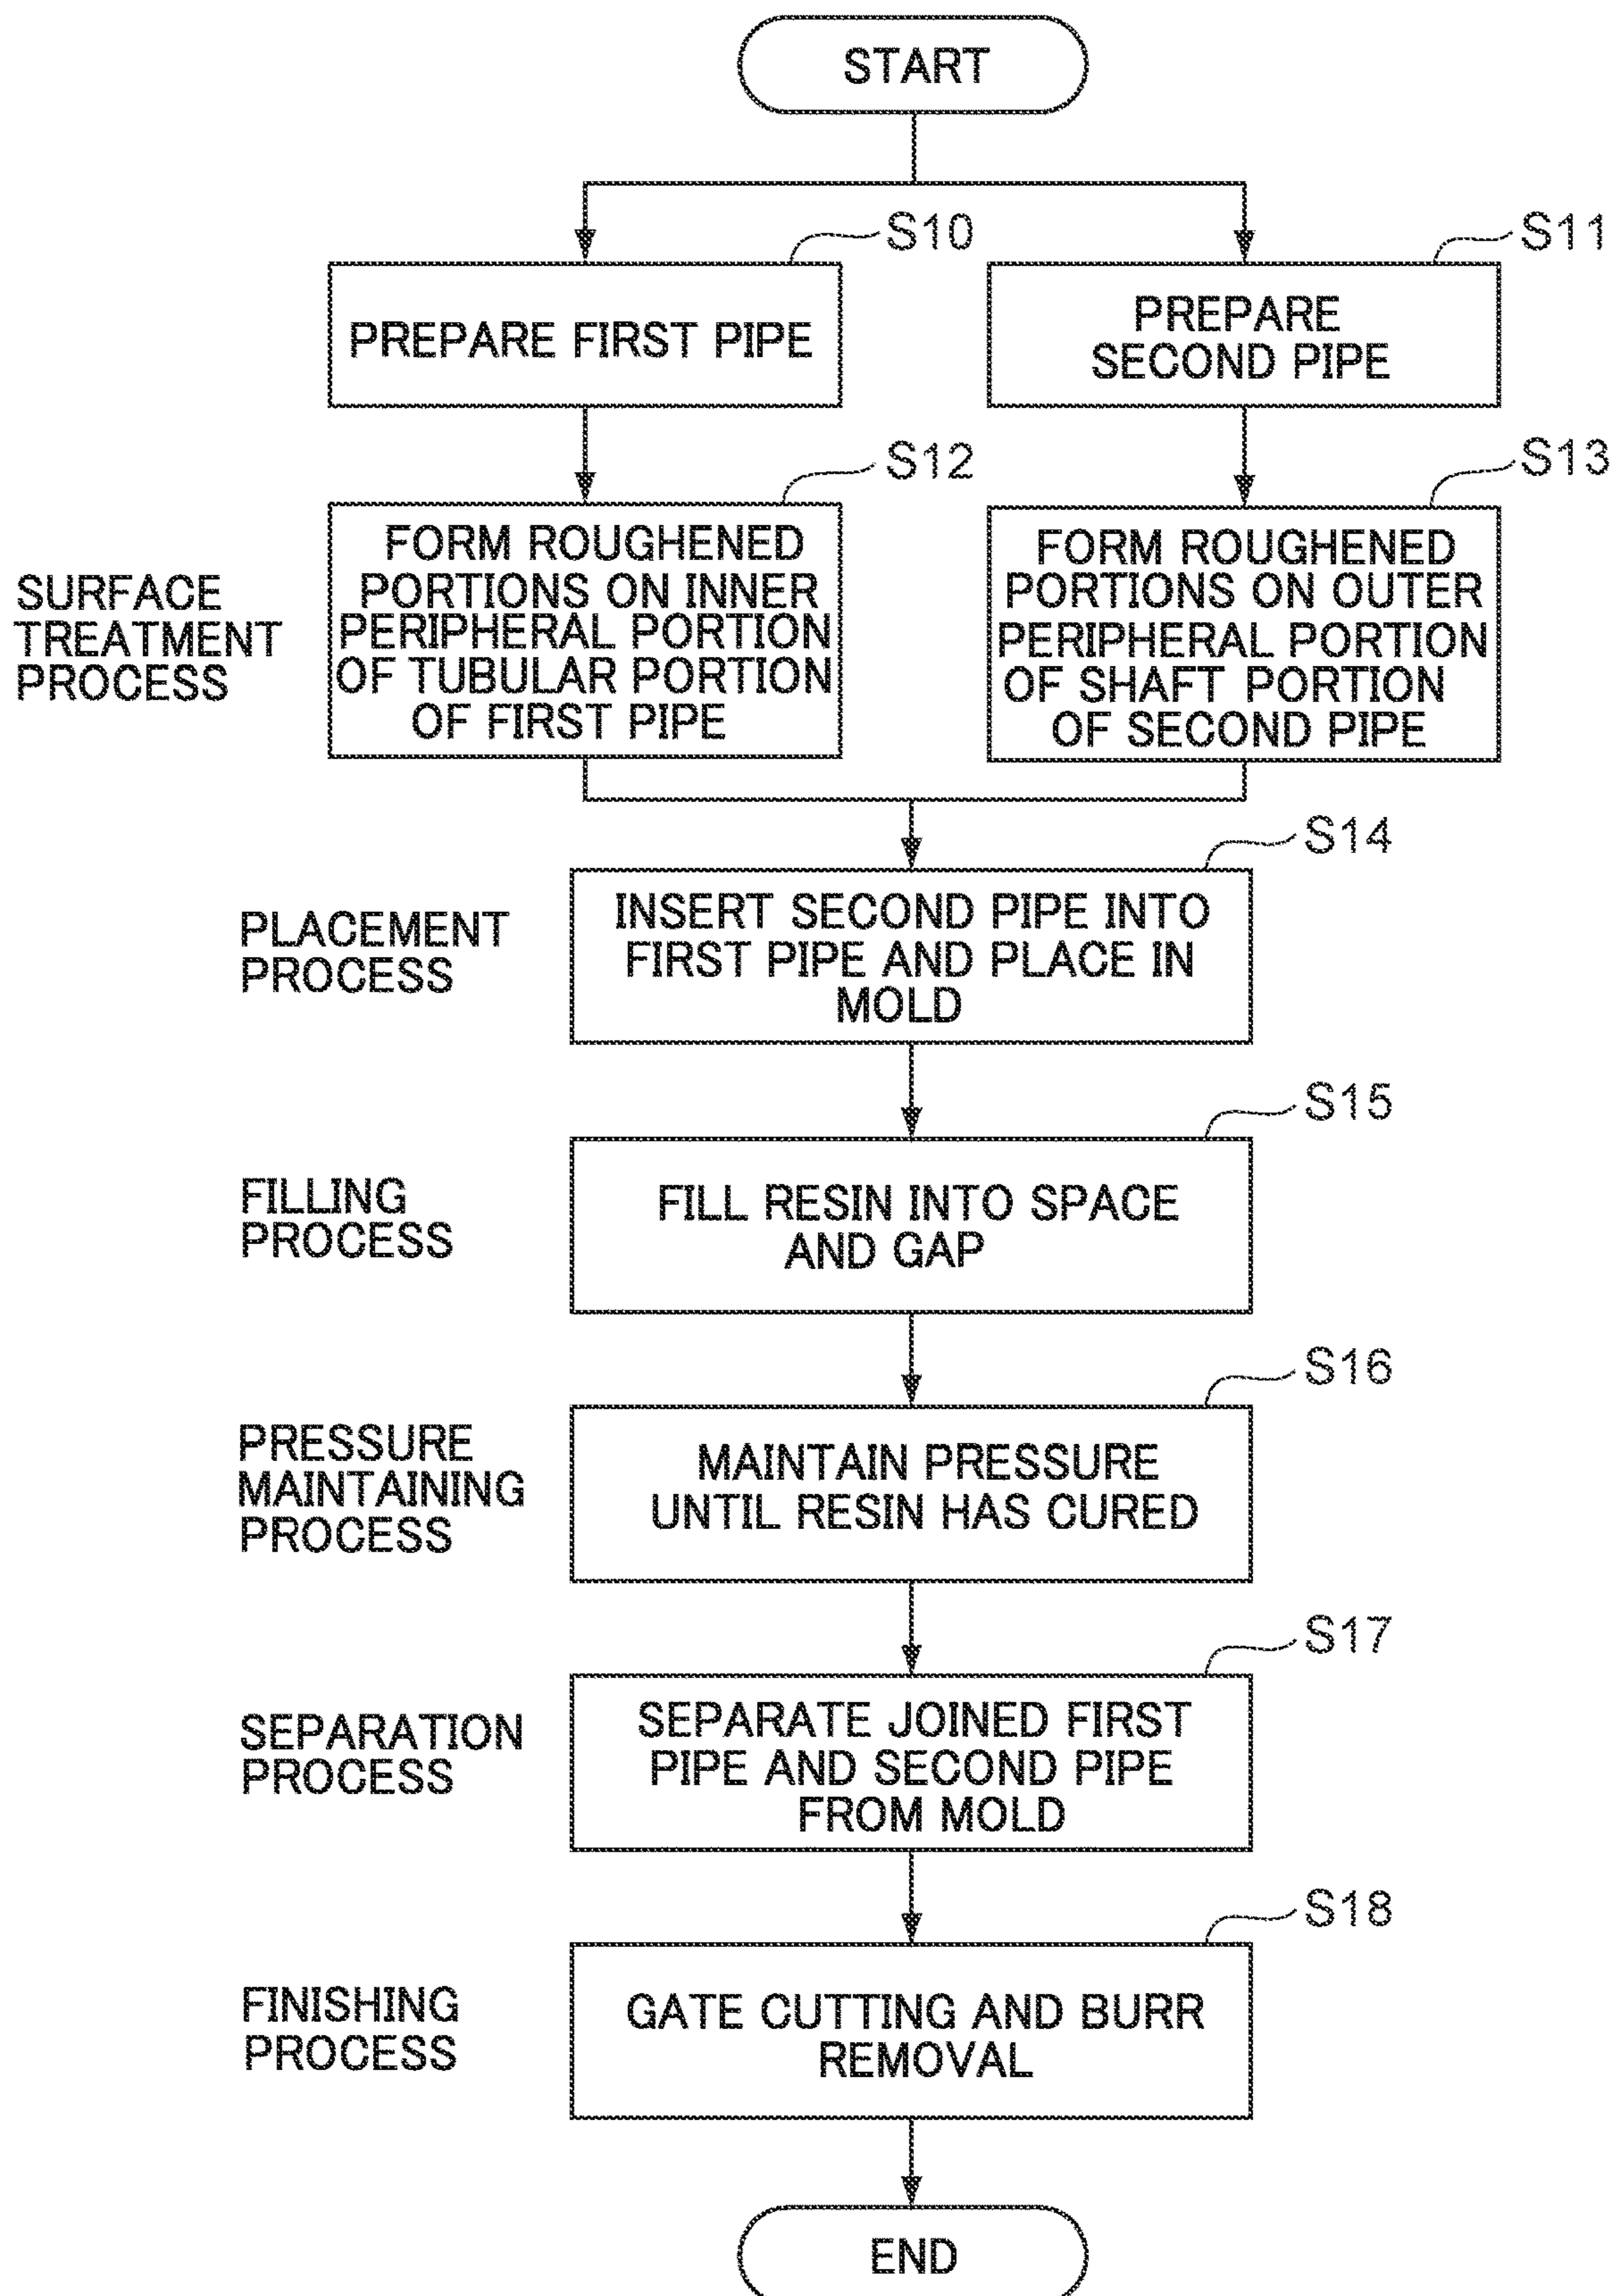 START
S10
PREPARE FIRST PIPE
S11
PREPARE
SECOND PIPE
SURFACE
TREATMENT
PROCESS
S12
FORM ROUGHENED
PORTIONS ON INNER
PERIPHERAL PORTION
OF TUBULAR PORTION
OF FIRST PIPE
S13
FORM ROUGHENED
PORTIONS ON OUTER
PERIPHERAL PORTION
OF SHAFT PORTION
OF SECOND PIPE
PLACEMENT
PROCESS
S14
INSERT SECOND PIPE INTO
FIRST PIPE AND PLACE IN
MOLD
FILLING
PROCESS
S15
FILL RESIN INTO SPACE
AND GAP
PRESSURE
MAINTAINING
PROCESS
S16
MAINTAIN PRESSURE
UNTIL RESIN HAS CURED
SEPARATION
PROCESS
S17
SEPARATE JOINED FIRST
PIPE AND SECOND PIPE
FROM MOLD
FINISHING
PROCESS
S18
GATE CUTTING AND BURR
REMOVAL
END